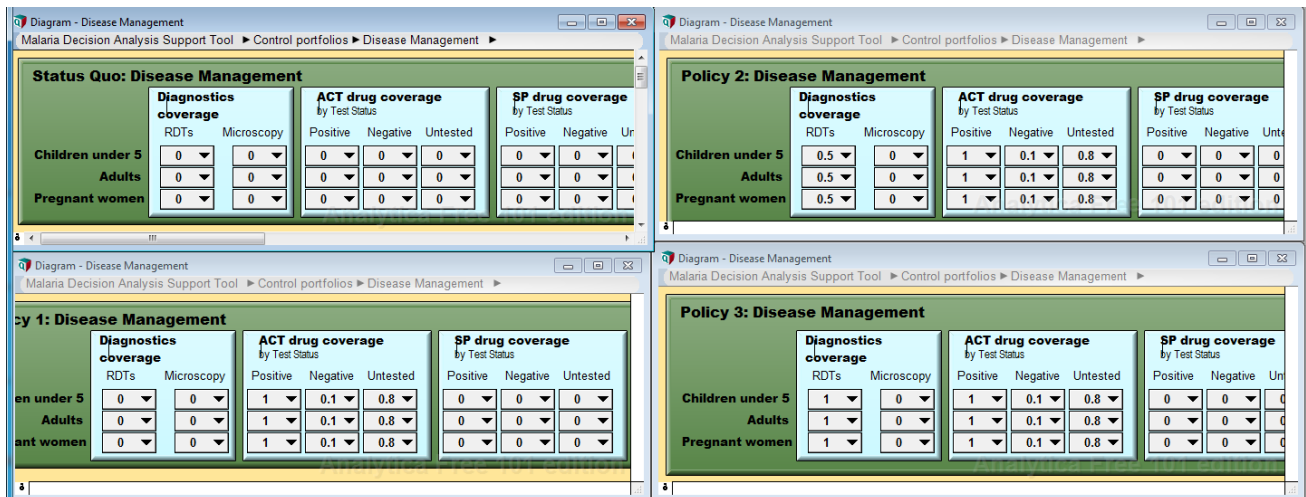 Diagram - Disease Management
Malaria Decision Analysis Support Tool ▶ Control portfolios ▶ Disease Management ▶
Status Quo: Disease Management
Diagnostics coverage
RDTs Microscopy
ACT drug coverage
by Test Status
Positive Negative Untested
SP drug coverage
by Test Status
Positive Negative Un
Children under 5 0 0 0 0 0 0 0
Adults 0 0 0 0 0 0 0
Pregnant women 0 0 0 0 0 0 0
Analytica Free 101 edition
Diagram - Disease Management
Malaria Decision Analysis Support Tool ▶ Control portfolios ▶ Disease Management ▶
Policy 2: Disease Management
Diagnostics coverage
RDTs Microscopy
ACT drug coverage
by Test Status
Positive Negative Untested
SP drug coverage
by Test Status
Positive Negative Unte
Children under 5 0.5 0 1 0.1 0.8 0 0 0
Adults 0.5 0 1 0.1 0.8 0 0 0
Pregnant women 0.5 0 1 0.1 0.8 0 0 0
Analytica Free 101 edition
Diagram - Disease Management
Malaria Decision Analysis Support Tool ▶ Control portfolios ▶ Disease Management ▶
cy 1: Disease Management
Diagnostics coverage
RDTs Microscopy
ACT drug coverage
by Test Status
Positive Negative Untested
SP drug coverage
by Test Status
Positive Negative Untested
en under 5 0 0 1 0.1 0.8 0 0 0
Adults 0 0 1 0.1 0.8 0 0 0
ant women 0 0 1 0.1 0.8 0 0 0
Analytica Free 101 edition
Diagram - Disease Management
Malaria Decision Analysis Support Tool ▶ Control portfolios ▶ Disease Management ▶
Policy 3: Disease Management
Diagnostics coverage
RDTs Microscopy
ACT drug coverage
by Test Status
Positive Negative Untested
SP drug coverage
by Test Status
Positive Negative Un
Children under 5 1 0 1 0.1 0.8 0 0
Adults 1 0 1 0.1 0.8 0 0
Pregnant women 1 0 1 0.1 0.8 0 0
Analytica Free 101 edition